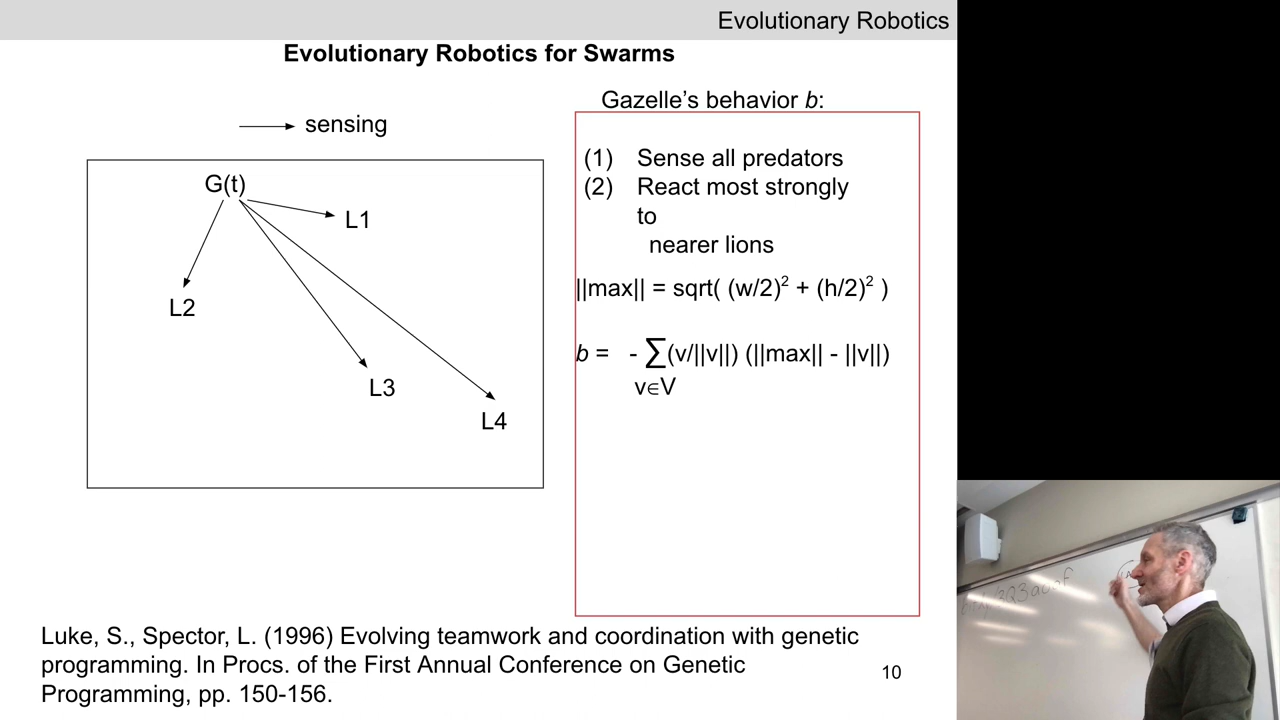 Evolutionary Robotics
Evolutionary Robotics for Swarms
Gazelle’s behavior b:
sensing
(1) Sense all predators
(2) React most strongly
to
nearer lions
G(t)
L1
L2
L3
L4
||max|| = sqrt( (w/2)² + (h/2)² )
b = - ∑(v/||v||) (||max|| - ||v||)
v∈V
Luke, S., Spector, L. (1996) Evolving teamwork and coordination with genetic
programming. In Procs. of the First Annual Conference on Genetic
Programming, pp. 150-156.
10